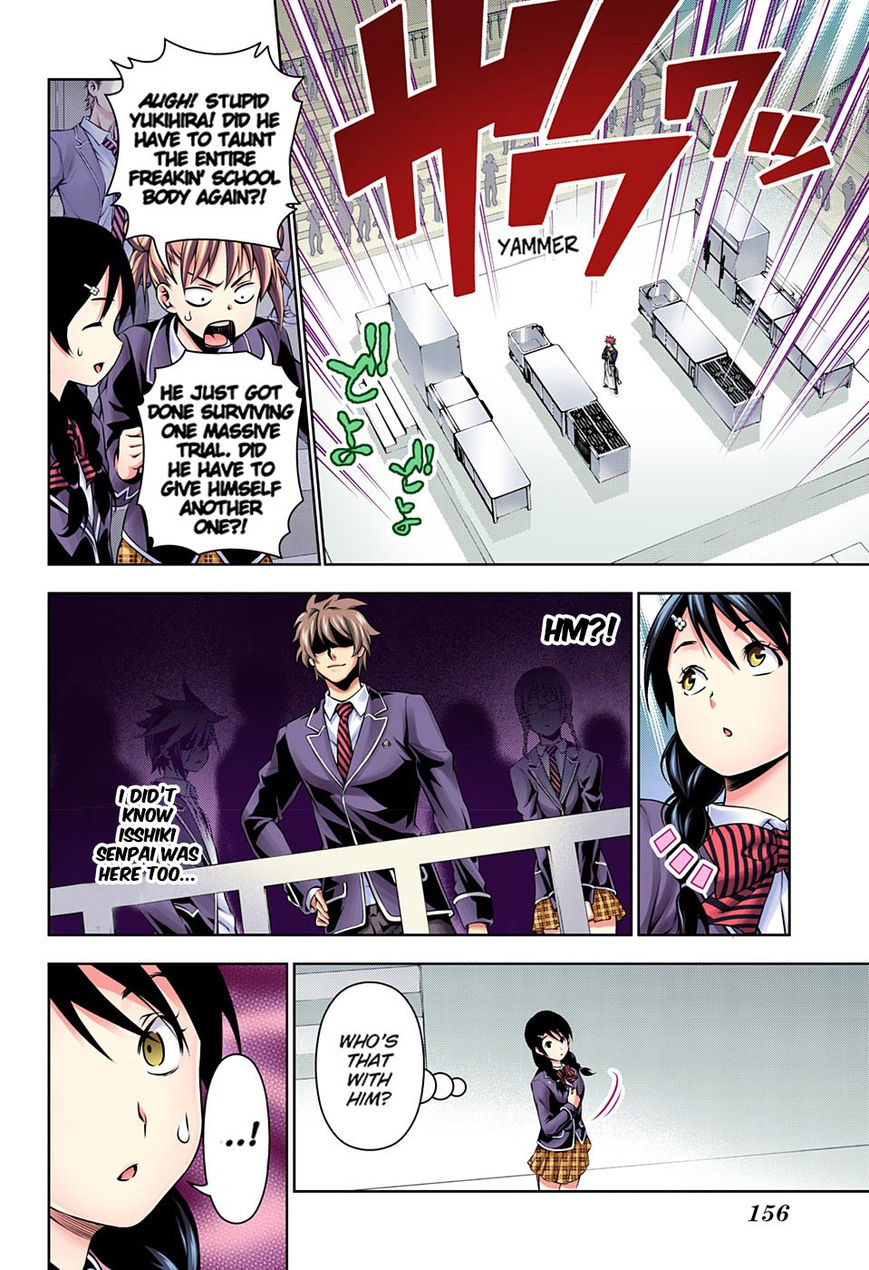 AUGH! STUPID
YUKIHIRA! DID HE
HAVE TO TAUNT
THE ENTIRE
FREAKIN' SCHOOL
BODY AGAIN?!
HE JUST GOT
DONE SURVIVING
ONE MASSIVE
TRIAL. DID
HE HAVE TO
GIVE HIMSELF
ANOTHER
ONE?!
ザワワッ
YAMMER
どよ
どよ
HM?!
I DID'T
KNOW
ISSHIKI
SENPAI WAS
HERE TOO...
WHO'S
THAT
WITH
HIM?
..!
156